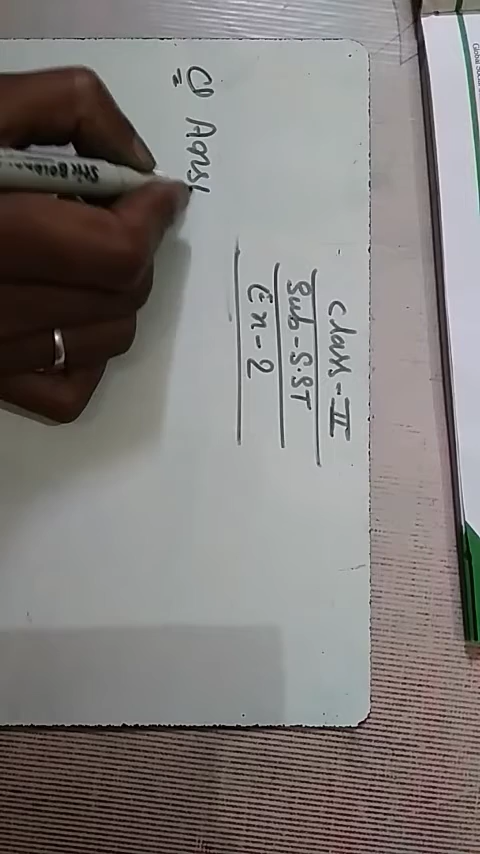 Class - II
Sub - S.ST
Ex - 2
Q Ans